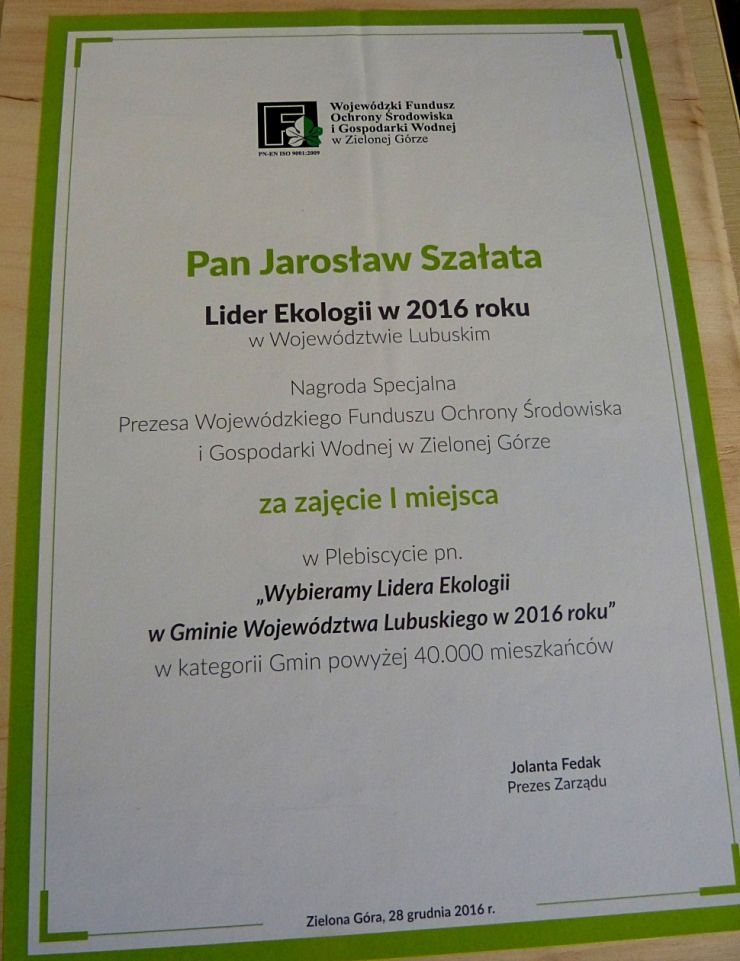 Wojewódzki Fundusz
Ochrony Środowiska
i Gospodarki Wodnej
w Zielonej Górze
F
PN-EN ISO 9001:2009
Pan Jarosław Szałata
Lider Ekologii w 2016 roku
w Województwie Lubuskim
Nagroda Specjalna
Prezesa Wojewódzkiego Funduszu Ochrony Środowiska
i Gospodarki Wodnej w Zielonej Górze
za zajęcie I miejsca
w Plebiscycie pn.
„Wybieramy Lidera Ekologii
w Gminie Województwa Lubuskiego w 2016 roku”
w kategorii Gmin powyżej 40.000 mieszkańców
Jolanta Fedak
Prezes Zarządu
Zielona Góra, 28 grudnia 2016 r.